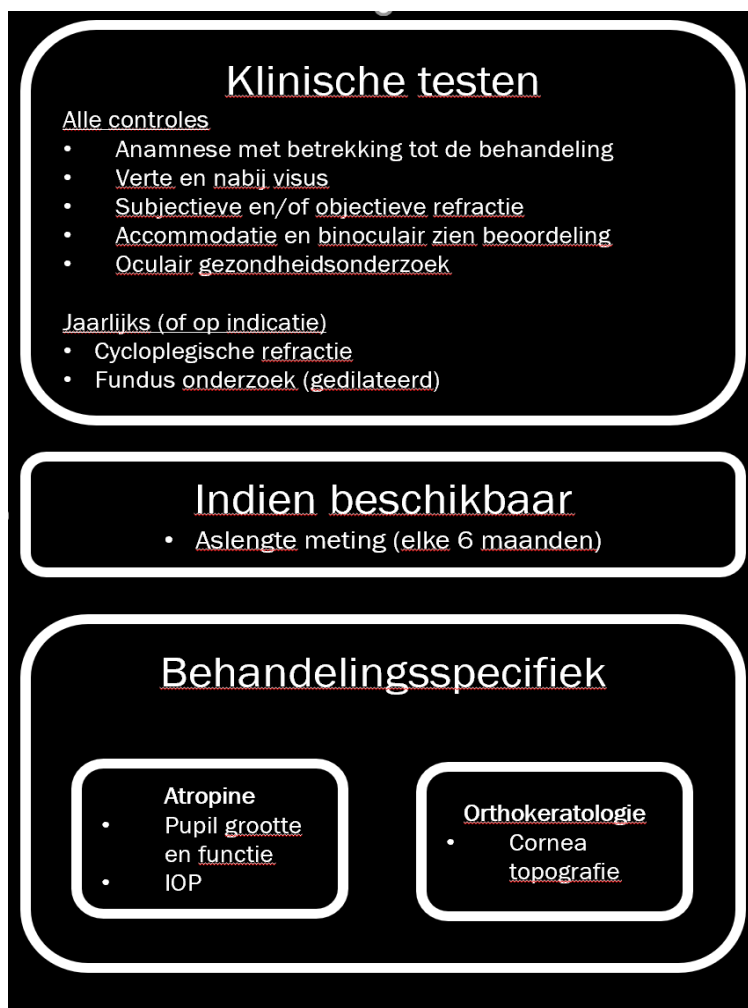 Klinische testen
Alle controles
• Anamnese met betrekking tot de behandeling
• Verte en nabij visus
• Subjectieve en/of objectieve refractie
• Accommodatie en binoculair zien beoordeling
• Oculair gezondheidsonderzoek
Jaarlijks (of op indicatie)
• Cycloplegische refractie
• Fundus onderzoek (gedilateerd)
Indien beschikbaar
• Aslengte meting (elke 6 maanden)
Behandelingsspecifiek
Atropine
• Pupil grootte
en functie
• IOP
Orthokeratologie
• Cornea
topografie